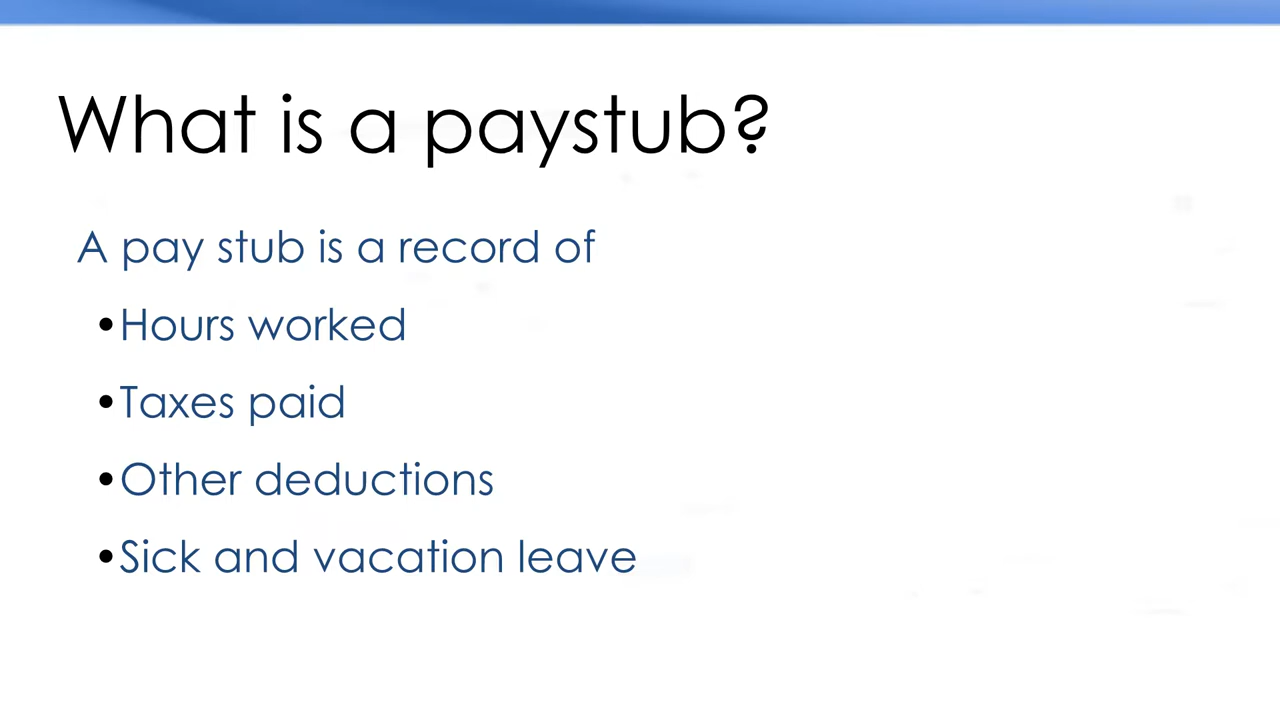 What is a paystub?
A pay stub is a record of
•Hours worked
•Taxes paid
•Other deductions
•Sick and vacation leave